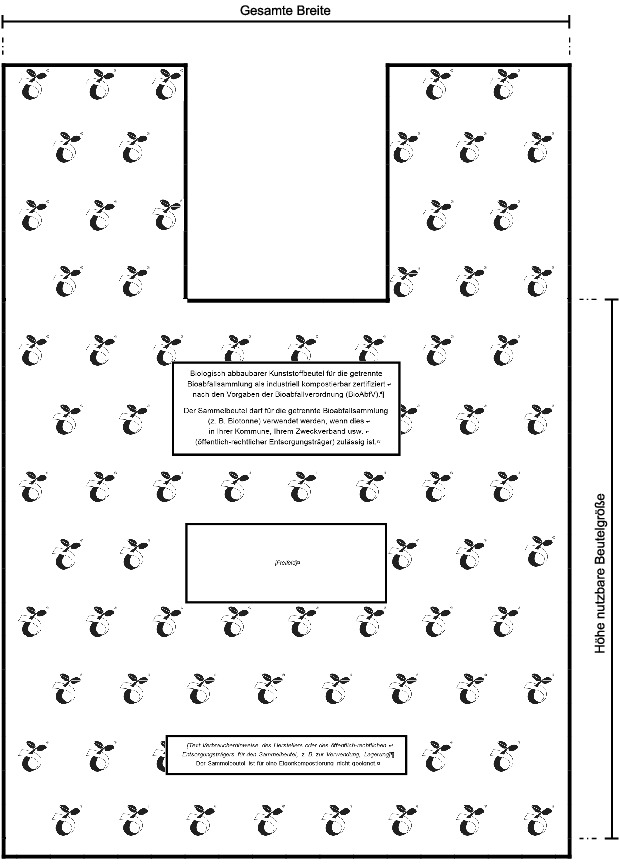 Gesamte Breite
Biologisch abbaubarer Kunststoffbeutel für die getrennte
Bioabfallsammlung als industriell kompostierbar zertifiziert
nach den Vorgaben der Bioabfallverordnung (BioAbfV).¶
Der Sammelbeutel darf für die getrennte Bioabfallsammlung
(z. B. Biotonne) verwendet werden, wenn dies
in Ihrer Kommune, Ihrem Zweckverband usw.
(öffentlich-rechtlicher Entsorgungsträger) zulässig ist.
[Freifeld]
[Text Verbraucherhinweise des Herstellers oder des öffentlich-rechtlichen
Entsorgungsträgers für den Sammelbeutel, z. B. zur Verwendung, Lagerung]¶
Der Sammelbeutel ist für eine Eigenkompostierung nicht geeignet.
Höhe nutzbare Beutelgröße